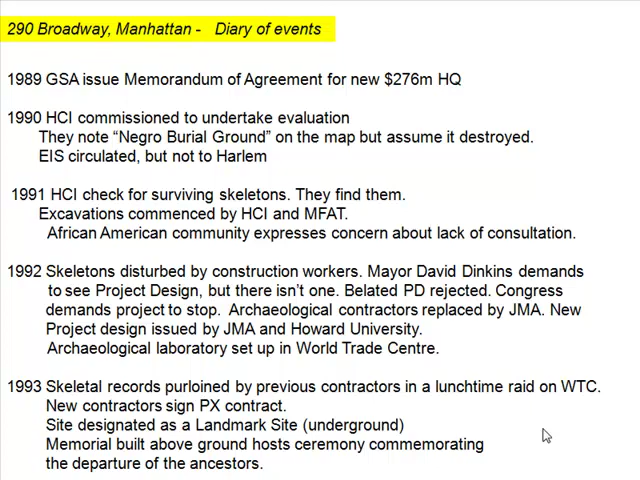 290 Broadway, Manhattan - Diary of events
1989 GSA issue Memorandum of Agreement for new $276m HQ
1990 HCI commissioned to undertake evaluation
They note “Negro Burial Ground” on the map but assume it destroyed.
EIS circulated, but not to Harlem
1991 HCI check for surviving skeletons. They find them.
Excavations commenced by HCI and MFAT.
African American community expresses concern about lack of consultation.
1992 Skeletons disturbed by construction workers. Mayor David Dinkins demands
to see Project Design, but there isn’t one. Belated PD rejected. Congress
demands project to stop. Archaeological contractors replaced by JMA. New
Project design issued by JMA and Howard University.
Archaeological laboratory set up in World Trade Centre.
1993 Skeletal records purloined by previous contractors in a lunchtime raid on WTC.
New contractors sign PX contract.
Site designated as a Landmark Site (underground)
Memorial built above ground hosts ceremony commemorating
the departure of the ancestors.